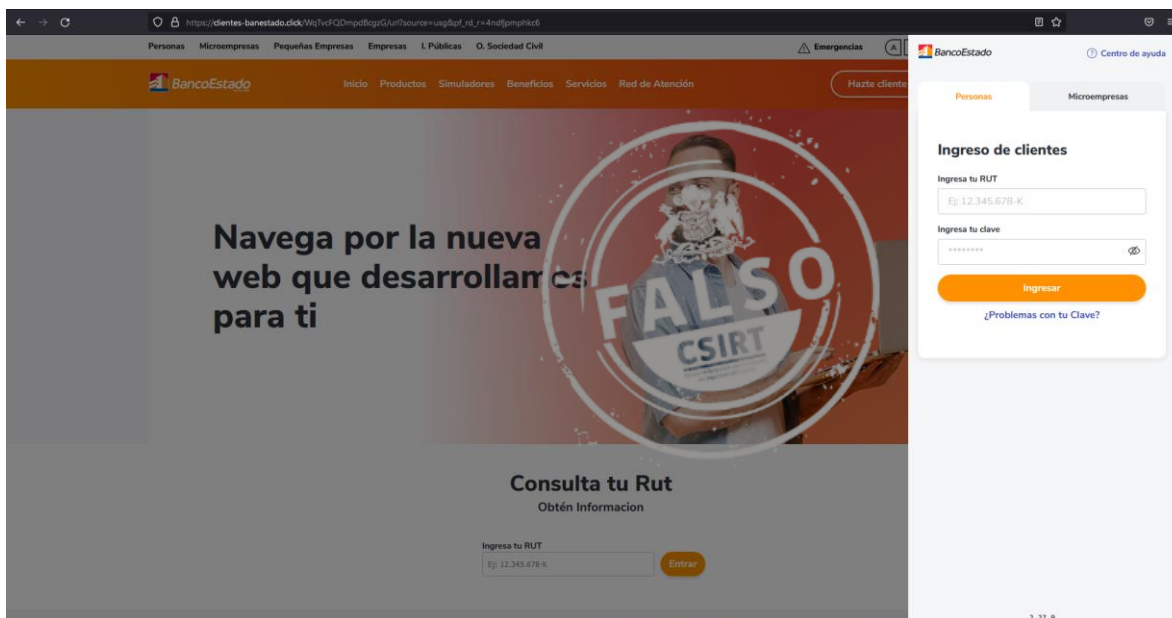 https://clientes-banestado.click/WqTvcFQDmpdBcgzG/url?source=usg&pf_rd_r=4ndfjpmphkc6
Personas Microempresas Pequeñas Empresas Empresas I. Públicas O. Sociedad Civil Emergencias A
BancoEstado
Inicio Productos Simuladores Beneficios Servicios Red de Atención Hazte cliente
Navega por la nueva
web que desarrollamos
para ti
FALSO
CSIRT
Consulta tu Rut
Obtén Informacion
Ingresa tu RUT
Ej: 12.345.678-K
Entrar
BancoEstado
Centro de ayuda
Personas Microempresas
Ingreso de clientes
Ingresa tu RUT
Ej: 12.345.678-K
Ingresa tu clave
Ingresar
¿Problemas con tu Clave?